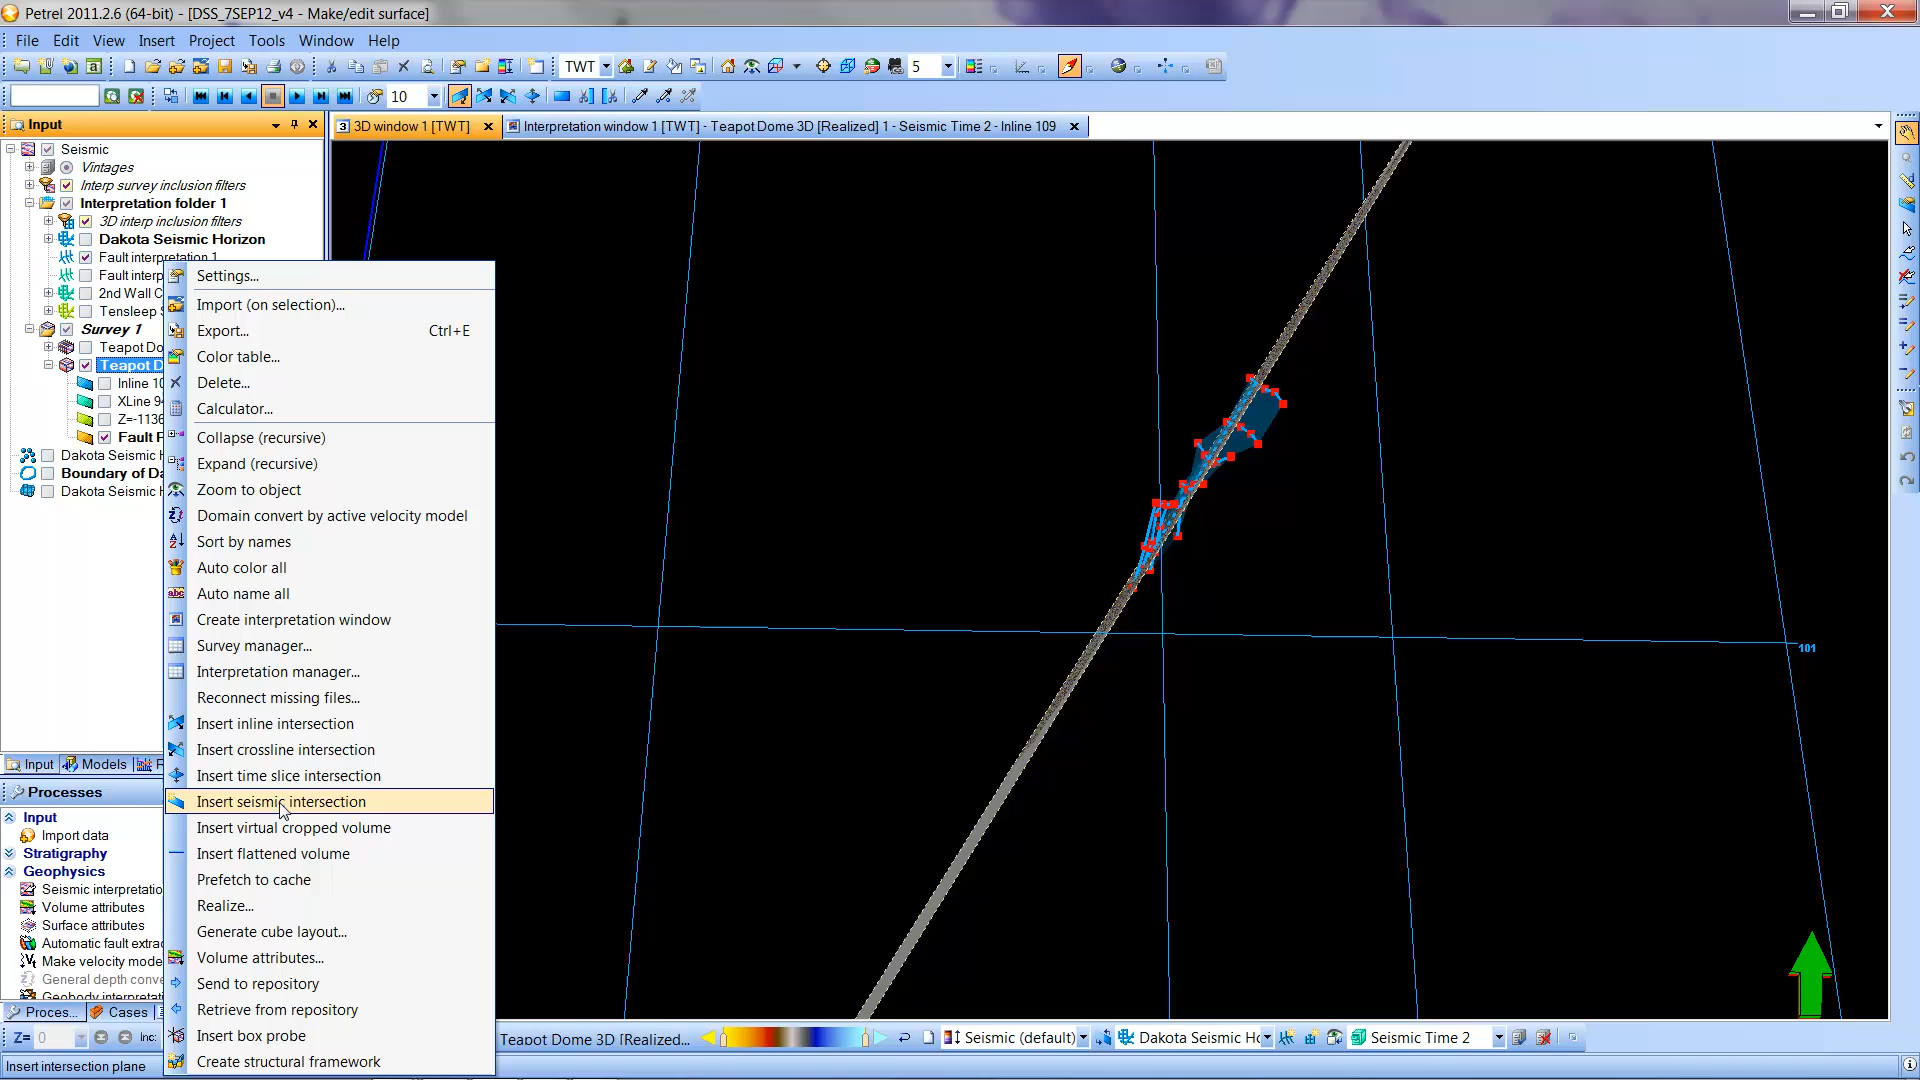 Petrel 2011.2.6 (64-bit) - [DSS_7SEP12_v4 - Make/edit surface]
File Edit View Insert Project Tools Window Help
TWT 5
10
Input
3D window 1 [TWT] Interpretation window 1 [TWT] - Teapot Dome 3D [Realized] 1 - Seismic Time 2 - Inline 109
Seismic
Vintages
Interp survey inclusion filters
Interpretation folder 1
3D interp inclusion filters
Dakota Seismic Horizon
Fault interpretation 1
Fault interp
2nd Wall C
Tensleep S
Survey 1
Teapot Do
Teapot D
Inline 10
XLine 94
Z=-1136
Fault F
Dakota Seismic H
Boundary of Da
Dakota Seismic H
Settings...
Import (on selection)...
Export... Ctrl+E
Color table...
Delete...
Calculator...
Collapse (recursive)
Expand (recursive)
Zoom to object
Domain convert by active velocity model
Sort by names
Auto color all
Auto name all
Create interpretation window
Survey manager...
Interpretation manager...
Reconnect missing files...
Insert inline intersection
Insert crossline intersection
Insert time slice intersection
Insert seismic intersection
Insert virtual cropped volume
Insert flattened volume
Prefetch to cache
Realize...
Generate cube layout...
Volume attributes...
Send to repository
Retrieve from repository
Insert box probe
Create structural framework
101
Input Models R
Processes
Input
Import data
Stratigraphy
Geophysics
Seismic interpretatio
Volume attributes
Surface attributes
Automatic fault extrac
Make velocity mode
General depth conve
Geobody interpretat
Proces... Cases
Z= 0 Inc: Teapot Dome 3D [Realized... Seismic (default) Dakota Seismic Hc Seismic Time 2
Insert intersection plane